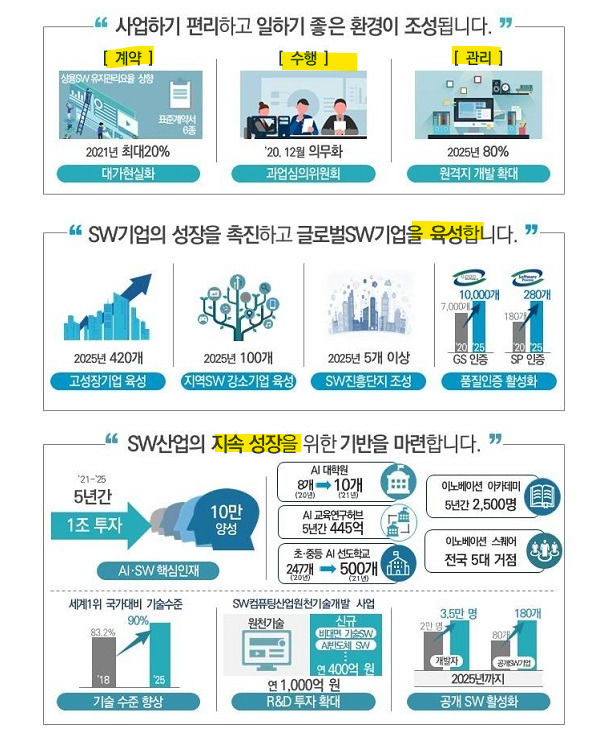 “ 사업하기 편리하고 일하기 좋은 환경이 조성됩니다. ”
[ 계약 ]
상용SW 유지관리요율 상향
표준계약서
6종
2021년 최대20%
대가현실화
[ 수행 ]
'20. 12월 의무화
과업심의위원회
[ 관리 ]
2025년 80%
원격지 개발 확대
“ SW기업의 성장을 촉진하고 글로벌SW기업을 육성합니다. ”
2025년 420개
고성장기업 육성
2025년 100개
지역SW 강소기업 육성
2025년 5개 이상
SW진흥단지 조성
Software
10,000개
7,000개
'20 '25
GS 인증
280개
180개
'20 '25
SP 인증
품질인증 활성화
“ SW산업의 지속 성장을 위한 기반을 마련합니다. ”
'21~'25
5년간
1조 투자
10만
양성
AI·SW 핵심인재
AI 대학원
8개 10개
('20년) ('21년)
AI 교육연구허브
5년간 445억
초·중등 AI 선도학교
247개 500개
('20년) ('21년)
이노베이션 아카데미
5년간 2,500명
이노베이션 스퀘어
전국 5대 거점
세계1위 국가대비 기술수준
90%
83.2%
'18 '25
기술 수준 향상
SW컴퓨팅산업원천기술개발 사업
원천기술
신규
비대면 기술SW
AI반도체 SW
연 400억 원
연 1,000억 원
R&D 투자 확대
3.5만 명
2만 명
개발자
180개
80개
공개SW기업
2025년까지
공개 SW 활성화